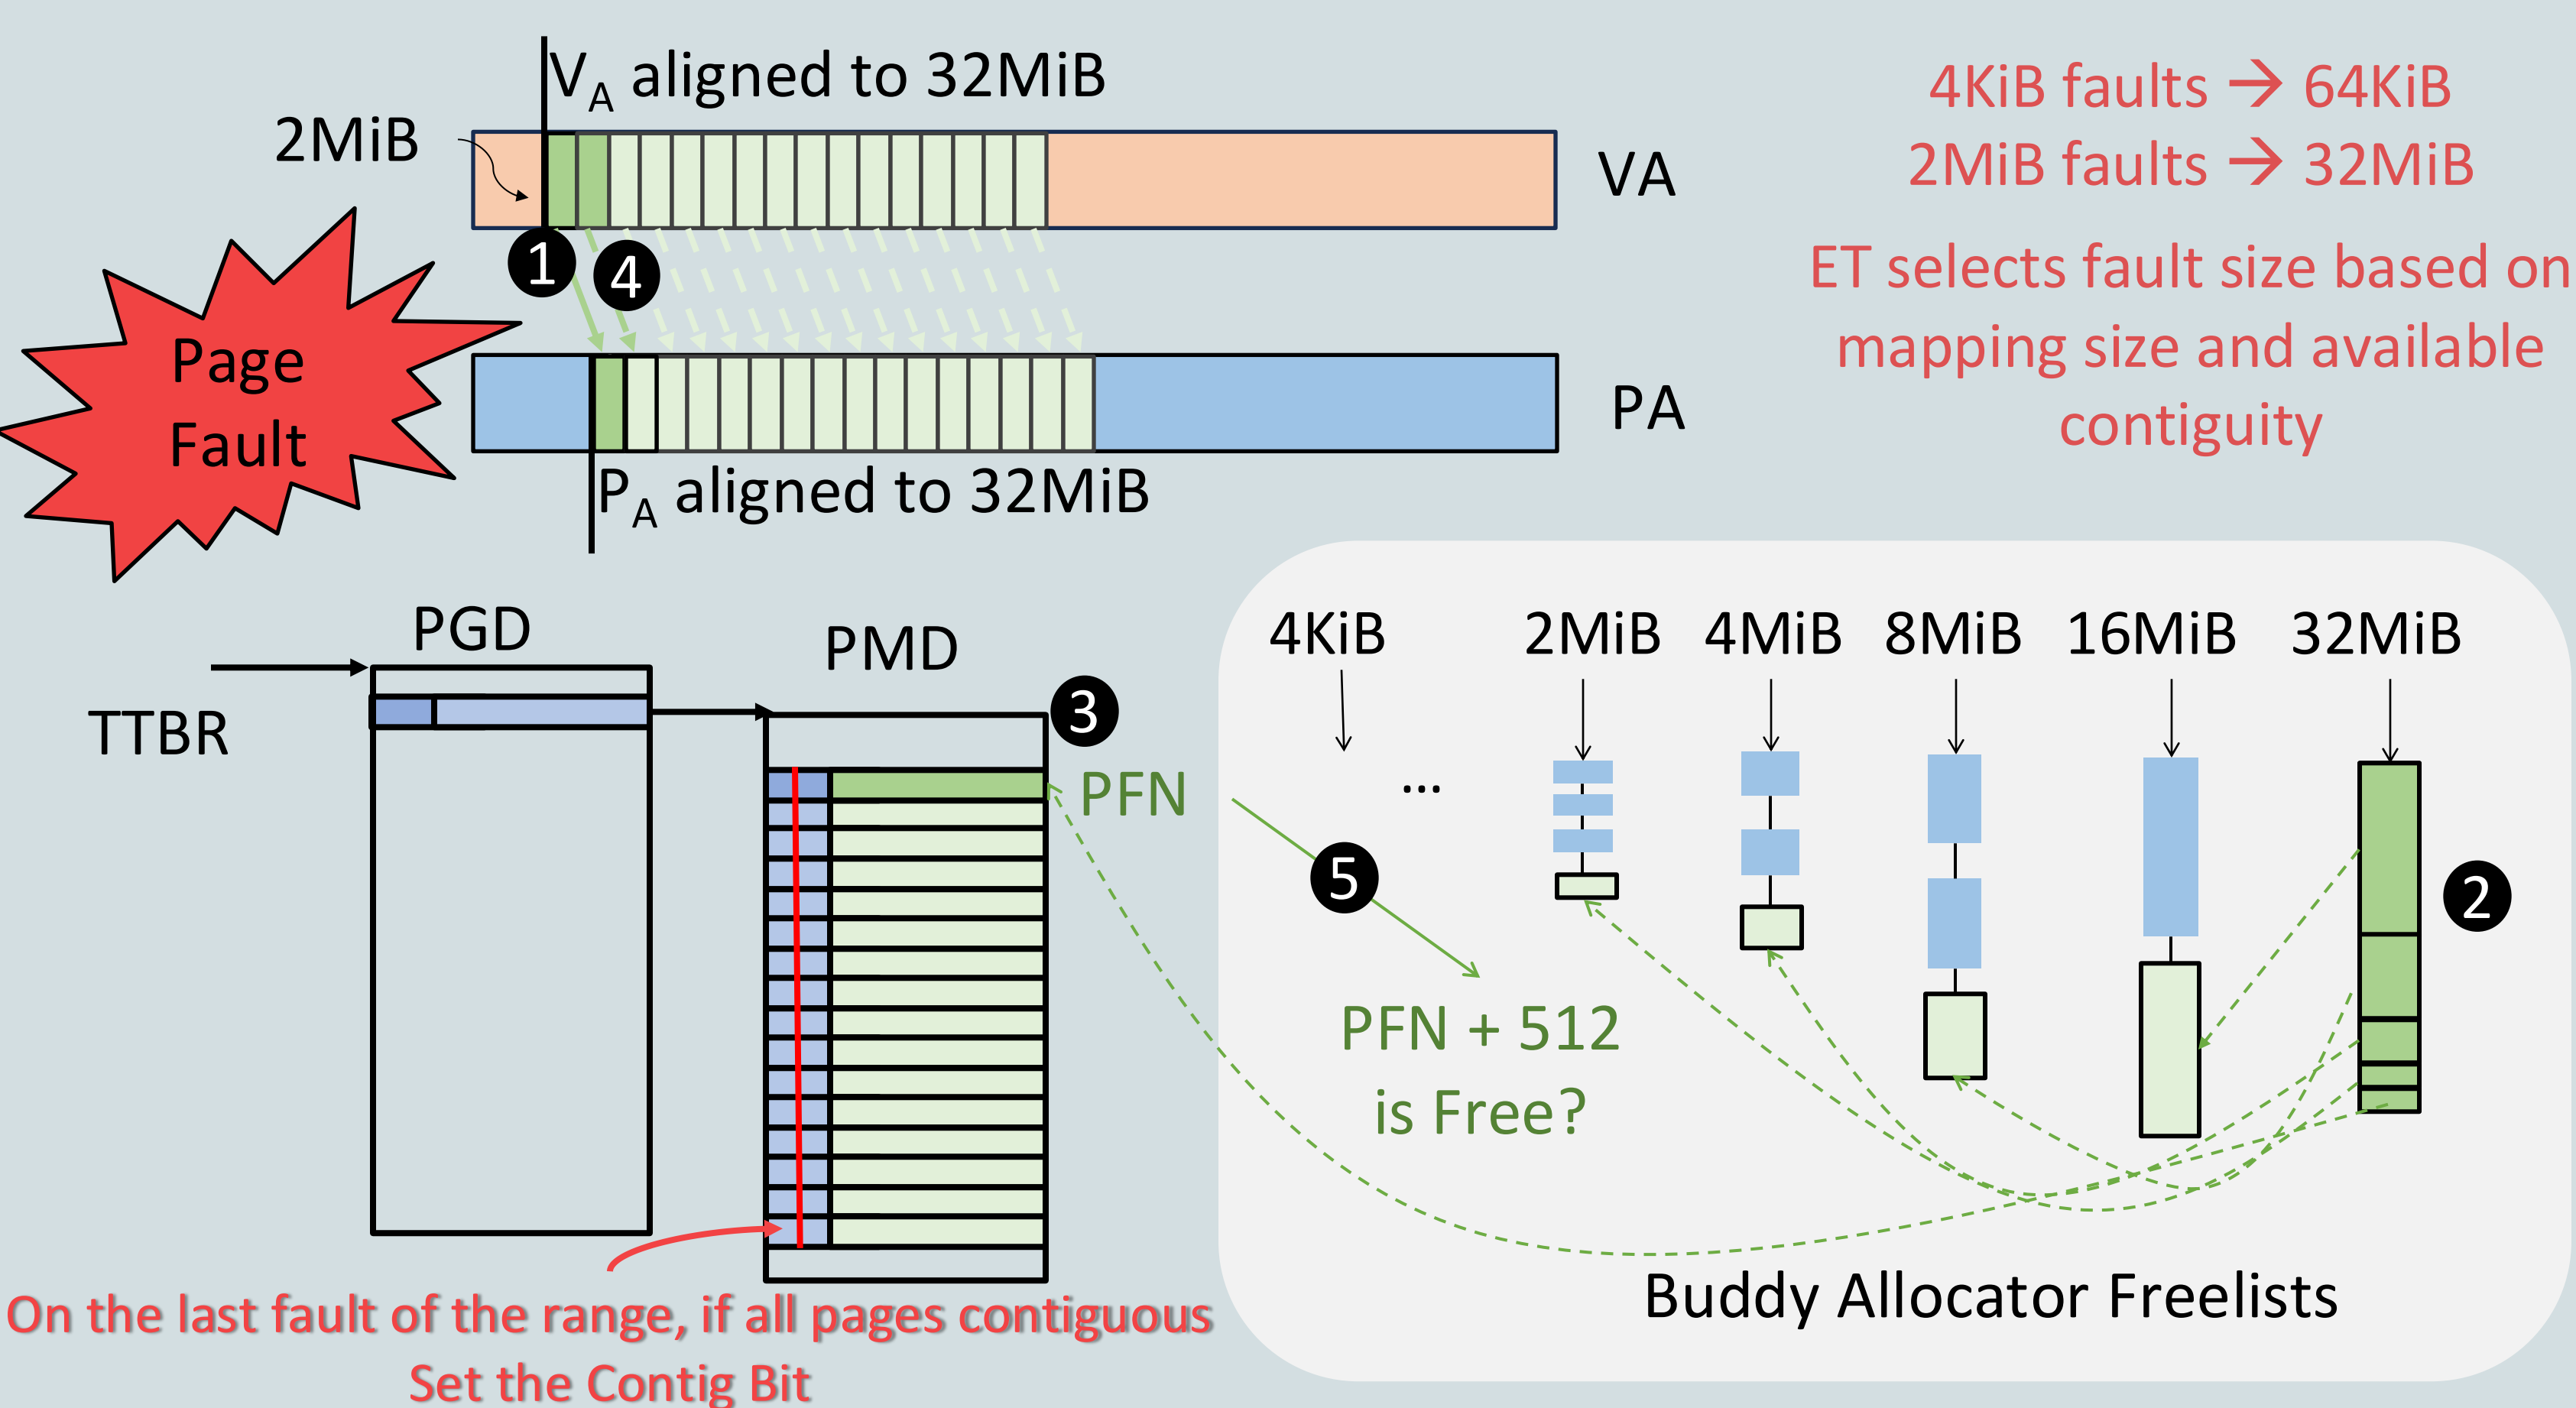 V_A aligned to 32MiB
2MiB
VA
4KiB faults → 64KiB
2MiB faults → 32MiB
ET selects fault size based on
mapping size and available
contiguity
1
4
Page
Fault
PA
P_A aligned to 32MiB
PGD
PMD
TTBR
3
PFN
4KiB
2MiB
4MiB
8MiB
16MiB
32MiB
...
5
2
PFN + 512
is Free?
Buddy Allocator Freelists
On the last fault of the range, if all pages contiguous
Set the Contig Bit